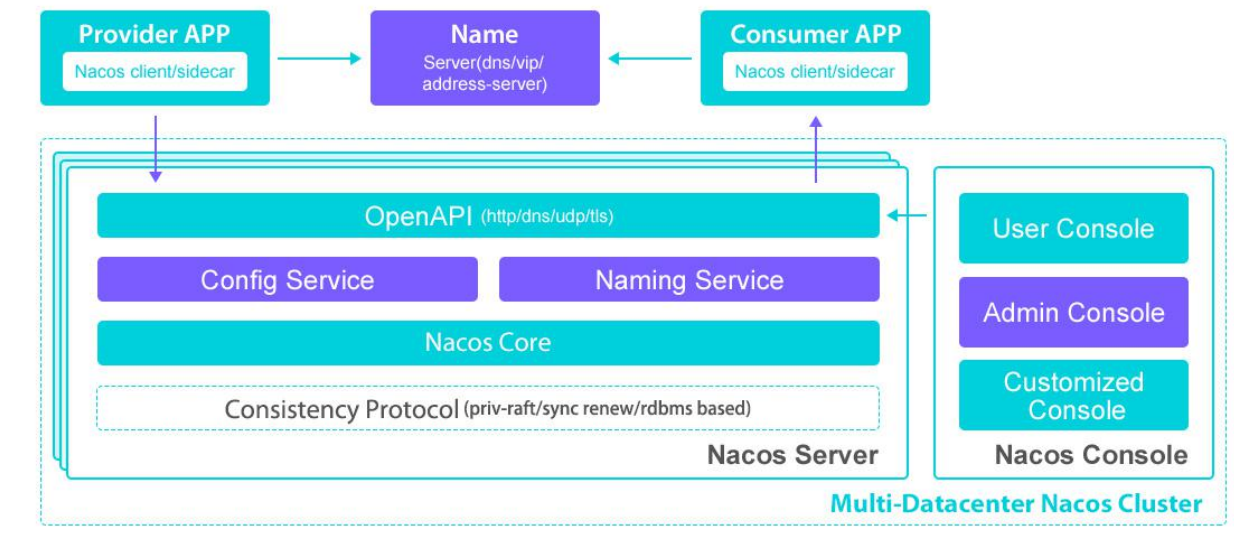 Provider APP
Nacos client/sidecar
Name
Server(dns/vip/
address-server)
Consumer APP
Nacos client/sidecar
OpenAPI (http/dns/udp/tls)
Config Service
Naming Service
Nacos Core
Consistency Protocol (priv-raft/sync renew/rdbms based)
Nacos Server
User Console
Admin Console
Customized
Console
Nacos Console
Multi-Datacenter Nacos Cluster